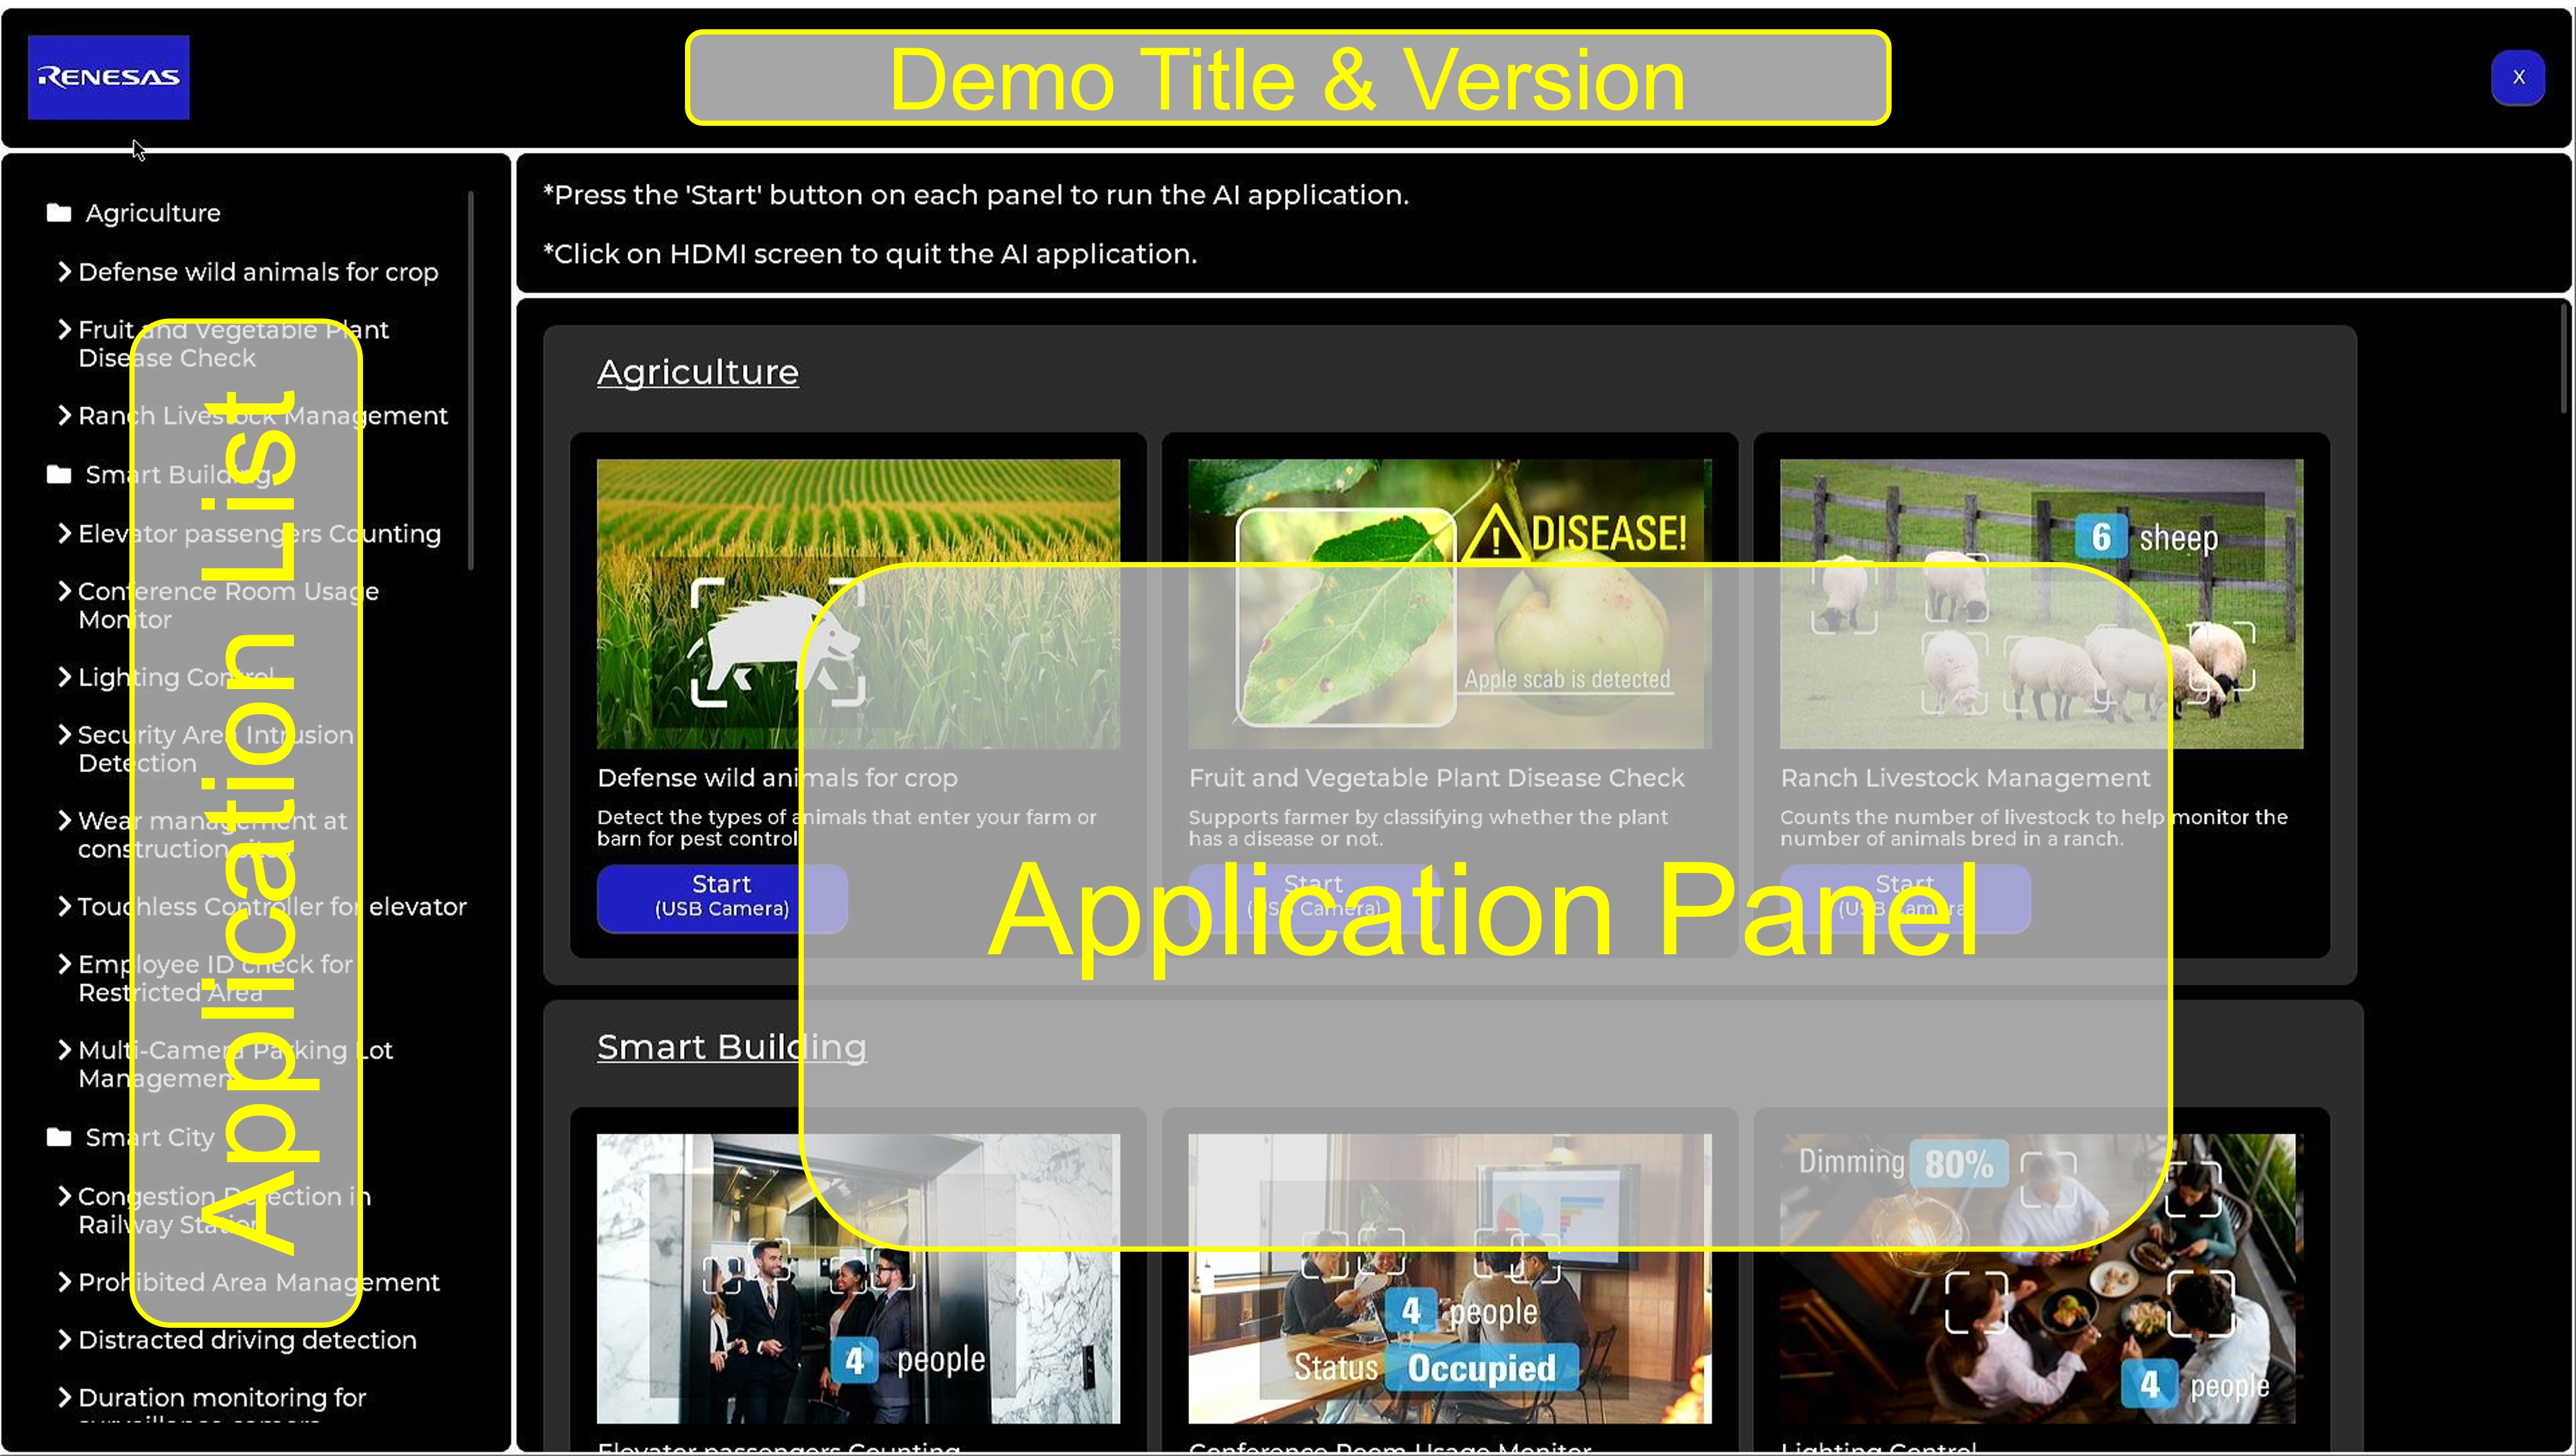 RENESAS
Demo Title & Version
X
Agriculture
Defense wild animals for crop
Fruit and Vegetable Plant
Disease Check
Ranch Livestock Management
Smart Building
Elevator passengers Counting
Conference Room Usage
Monitor
Lighting Control
Security Area Intrusion
Detection
Wear management at
construction site
Touchless Controller for elevator
Employee ID check for
Restricted Area
Multi-Camera Parking Lot
Management
Smart City
Congestion Detection in
Railway Station
Prohibited Area Management
Distracted driving detection
Duration monitoring for
surveillance camera
Application List
*Press the 'Start' button on each panel to run the AI application.
*Click on HDMI screen to quit the AI application.
Agriculture
DISEASE!
Apple scab is detected
6 sheep
Defense wild animals for crop
Detect the types of animals that enter your farm or
barn for pest control
Start
(USB Camera)
Fruit and Vegetable Plant Disease Check
Supports farmer by classifying whether the plant
has a disease or not.
Start
(USB Camera)
Ranch Livestock Management
Counts the number of livestock to help monitor the
number of animals bred in a ranch.
Start
(USB Camera)
Application Panel
Smart Building
4 people
4 people
Status Occupied
Dimming 80%
4 people
Elevator passengers Counting
Conference Room Usage Monitor
Lighting Control